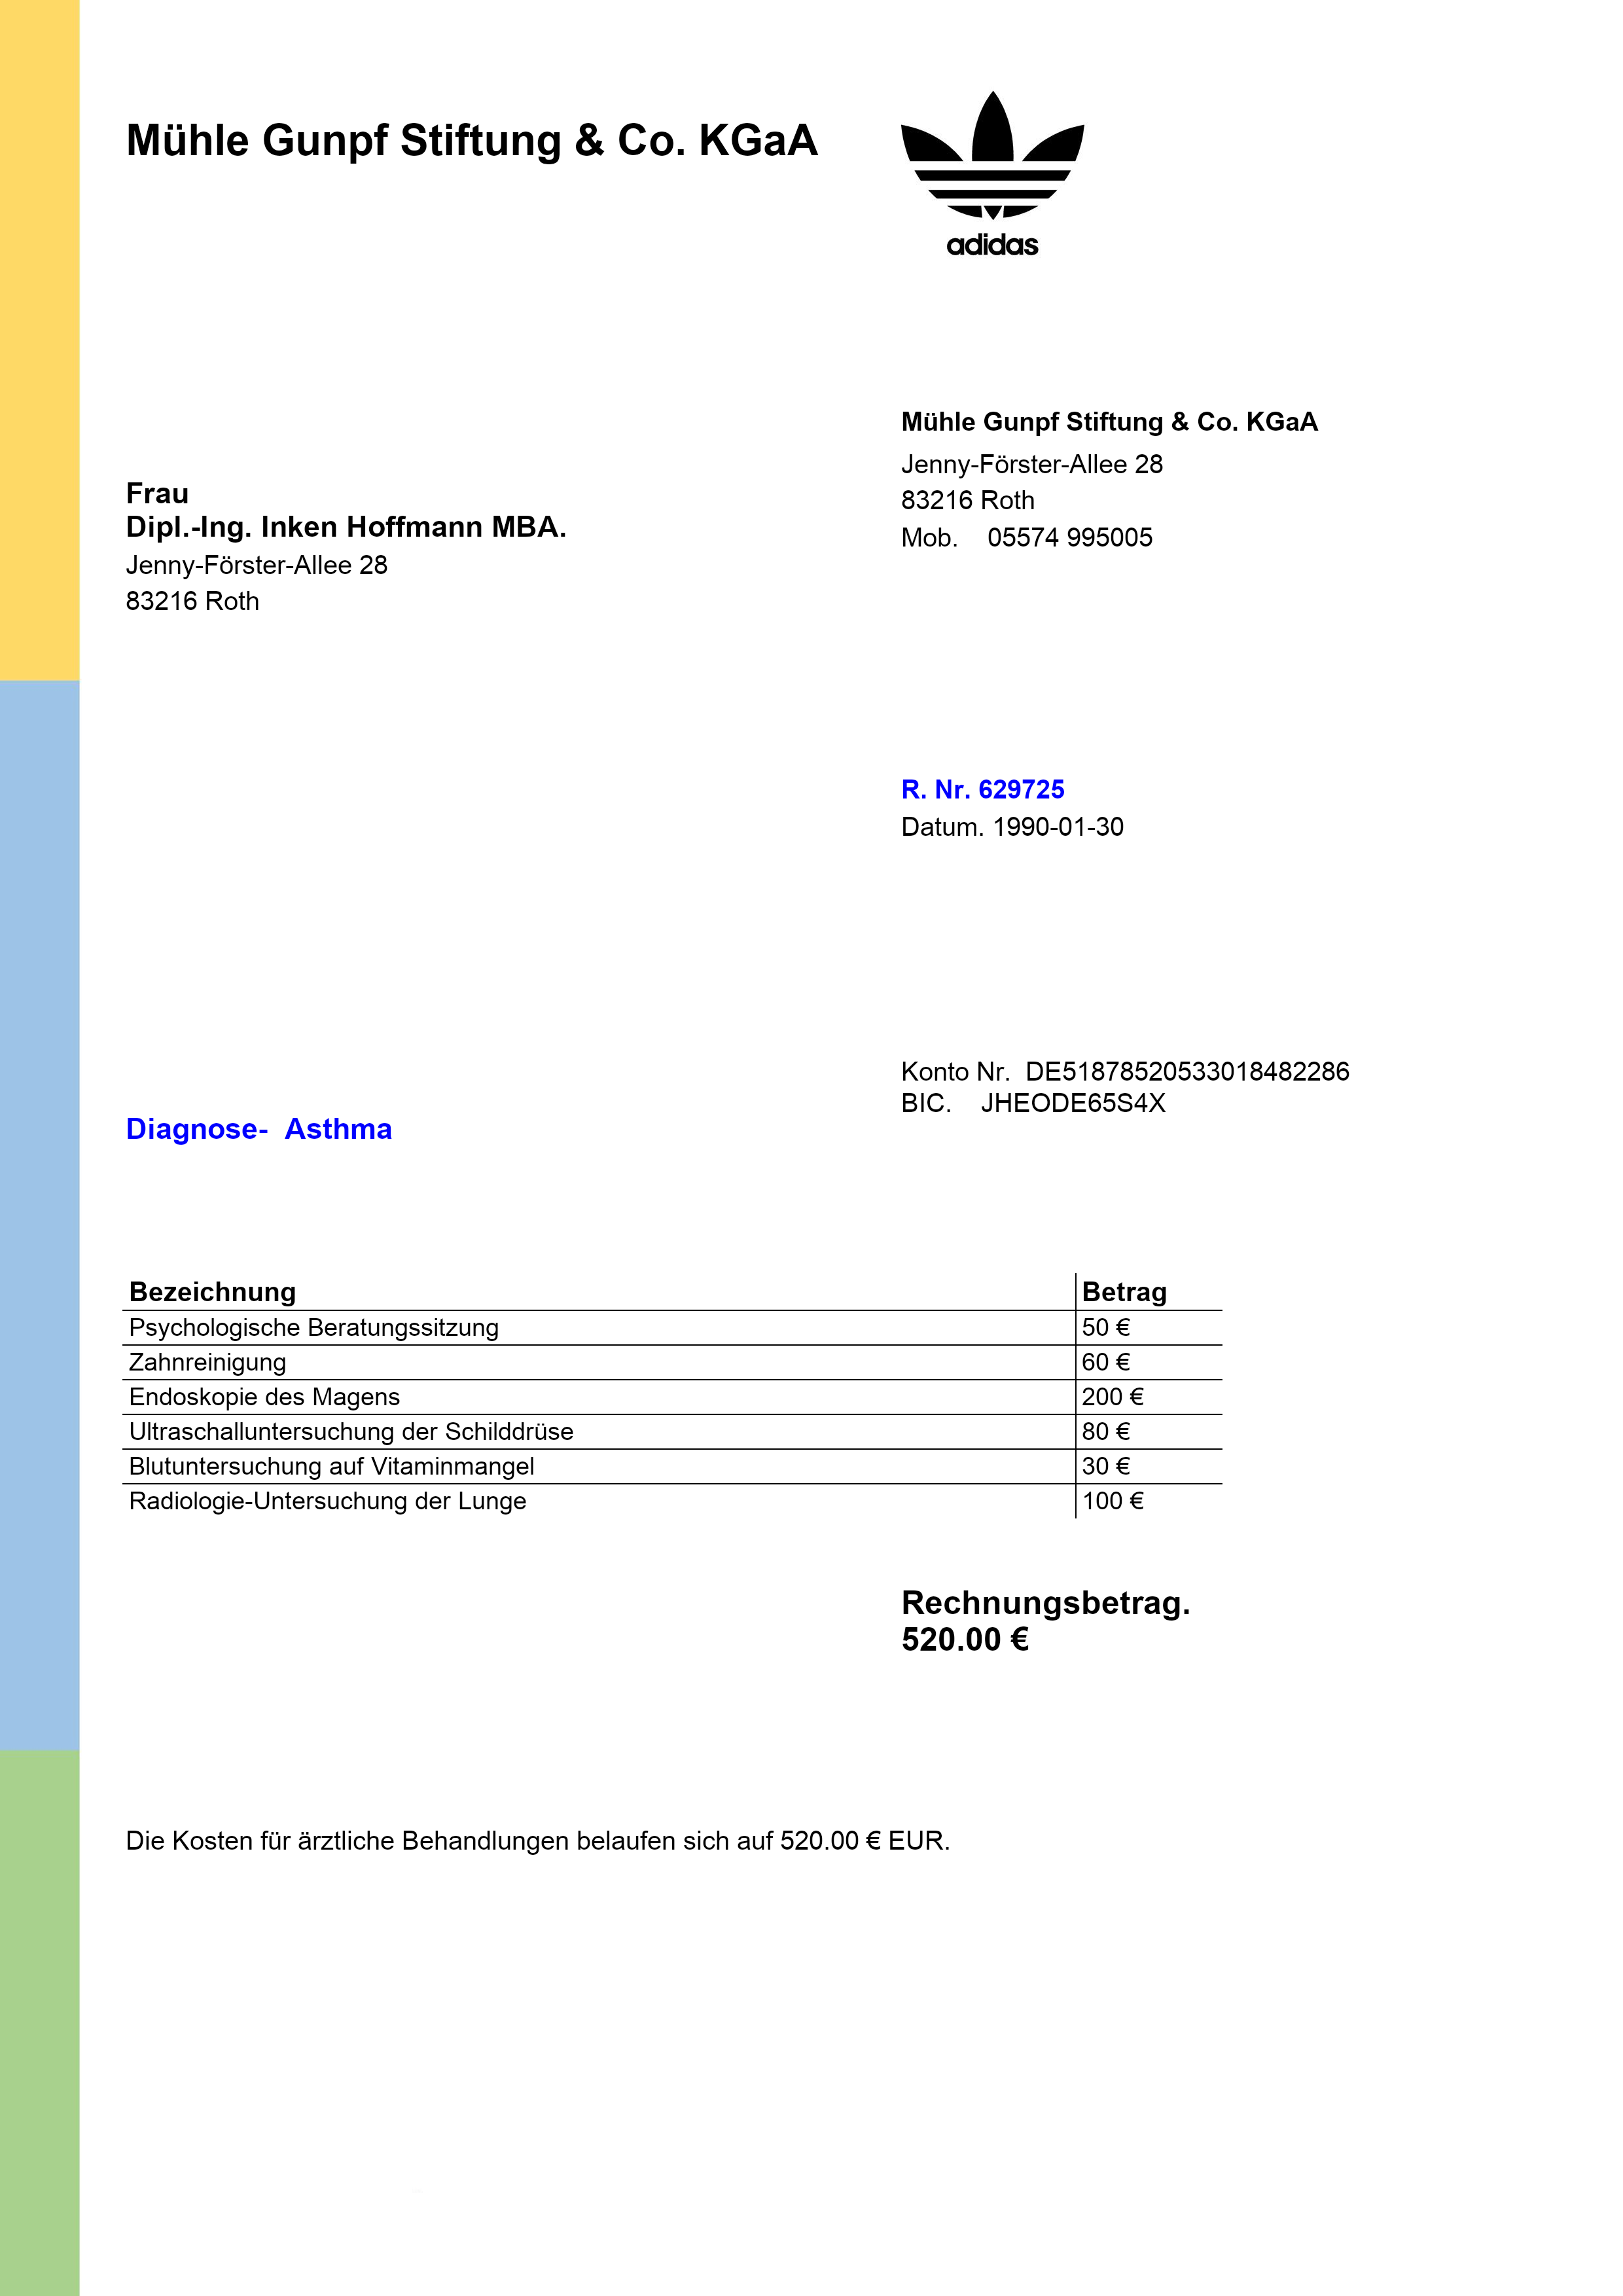 Mühle Gunpf Stiftung & Co. KGaA
adidas
Mühle Gunpf Stiftung & Co. KGaA
Jenny-Förster-Allee 28
83216 Roth
Mob. 05574 995005
Frau
Dipl.-Ing. Inken Hoffmann MBA.
Jenny-Förster-Allee 28
83216 Roth
R. Nr. 629725
Datum. 1990-01-30
Konto Nr. DE51878520533018482286
BIC. JHEODE65S4X
Diagnose- Asthma
Bezeichnung Betrag
Psychologische Beratungssitzung 50 €
Zahnreinigung 60 €
Endoskopie des Magens 200 €
Ultraschalluntersuchung der Schilddrüse 80 €
Blutuntersuchung auf Vitaminmangel 30 €
Radiologie-Untersuchung der Lunge 100 €
Rechnungsbetrag.
520.00 €
Die Kosten für ärztliche Behandlungen belaufen sich auf 520.00 € EUR.